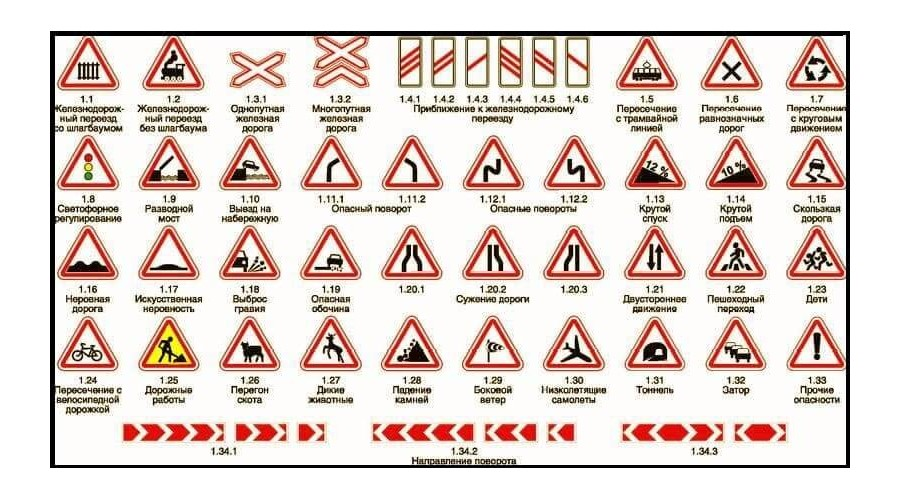 1.1 1.2 1.3.1 1.3.2 1.4.1 1.4.2 1.4.3 1.4.4 1.4.5 1.4.6 1.5 1.6 1.7
Железнодорож- Железнодорож- Однопутная Многопутная Приближение к железнодорожному Пересечение Пересечение Пересечение
ный переезд ный переезд железная железная переезду с трамвайной равнозначных с круговым
со шлагбаумом без шлагбаума дорога дорога линией дорог движением
12 % 10 %
1.8 1.9 1.10 1.11.1 1.11.2 1.12.1 1.12.2 1.13 1.14 1.15
Светофорное Разводной Выезд на Опасный поворот Опасные повороты Крутой Крутой Скользкая
регулирование мост набережную спуск подъем дорога
1.16 1.17 1.18 1.19 1.20.1 1.20.2 1.20.3 1.21 1.22 1.23
Неровная Искусственная Выброс Опасная Сужение дороги Двустороннее Пешеходный Дети
дорога неровность гравия обочина движение переход
1.24 1.25 1.26 1.27 1.28 1.29 1.30 1.31 1.32 1.33
Пересечение с Дорожные Перегон Дикие Падение Боковой Низколетящие Тоннель Затор Прочие
велосипедной работы скота животные камней ветер самолеты опасности
дорожкой
1.34.1 1.34.2 1.34.3
Направление поворота